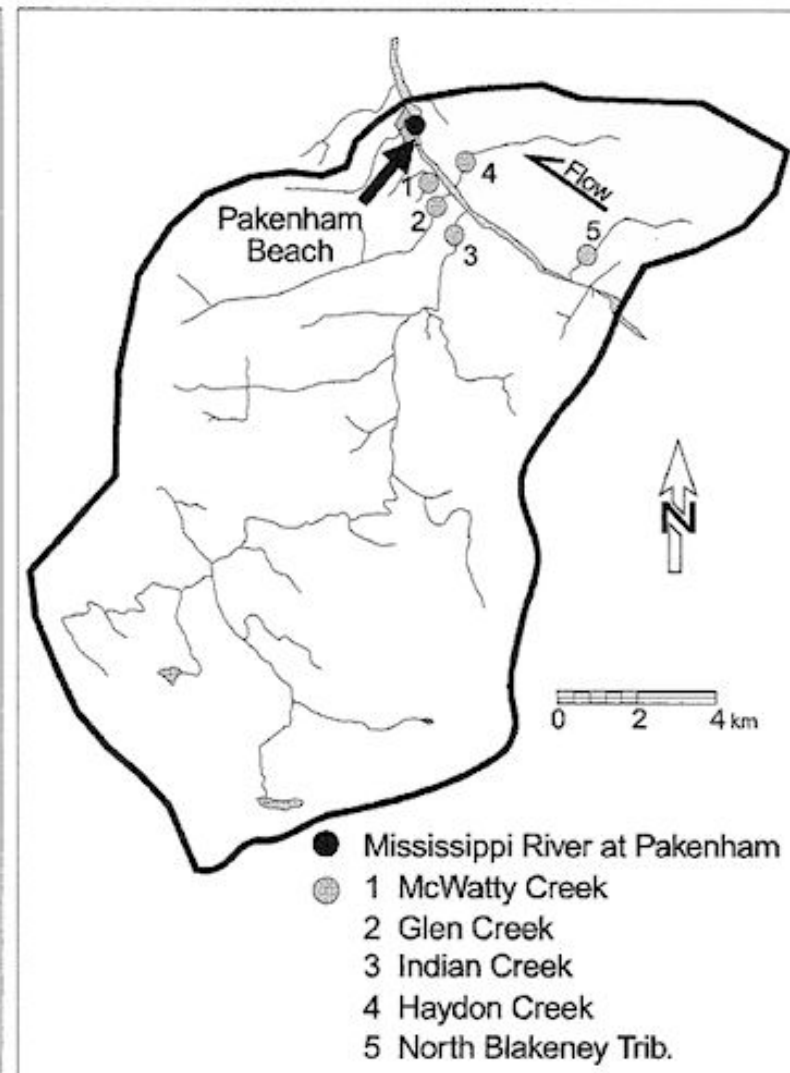 4
Flow
1
Pakenham
Beach
2
3
5
N
0 2 4 km
Mississippi River at Pakenham
1 McWatty Creek
2 Glen Creek
3 Indian Creek
4 Haydon Creek
5 North Blakeney Trib.